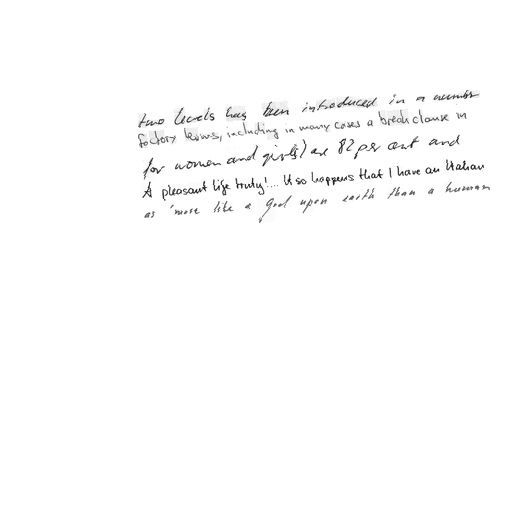 two levels has been introduced in a number
factory terms, including in many cases a break clause in
for women and girls) are 82 per cent and
A pleasant life truly!... It so happens that I have an Italian
as 'more like a god upon earth than a human